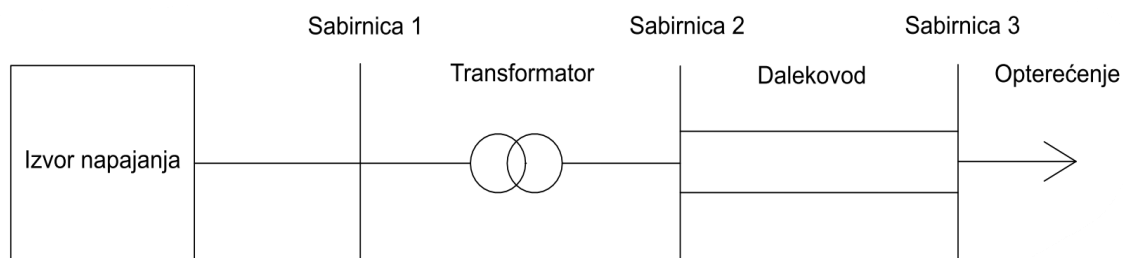 Sabirnica 1
Sabirnica 2
Sabirnica 3
Transformator
Dalekovod
Opterećenje
Izvor napajanja